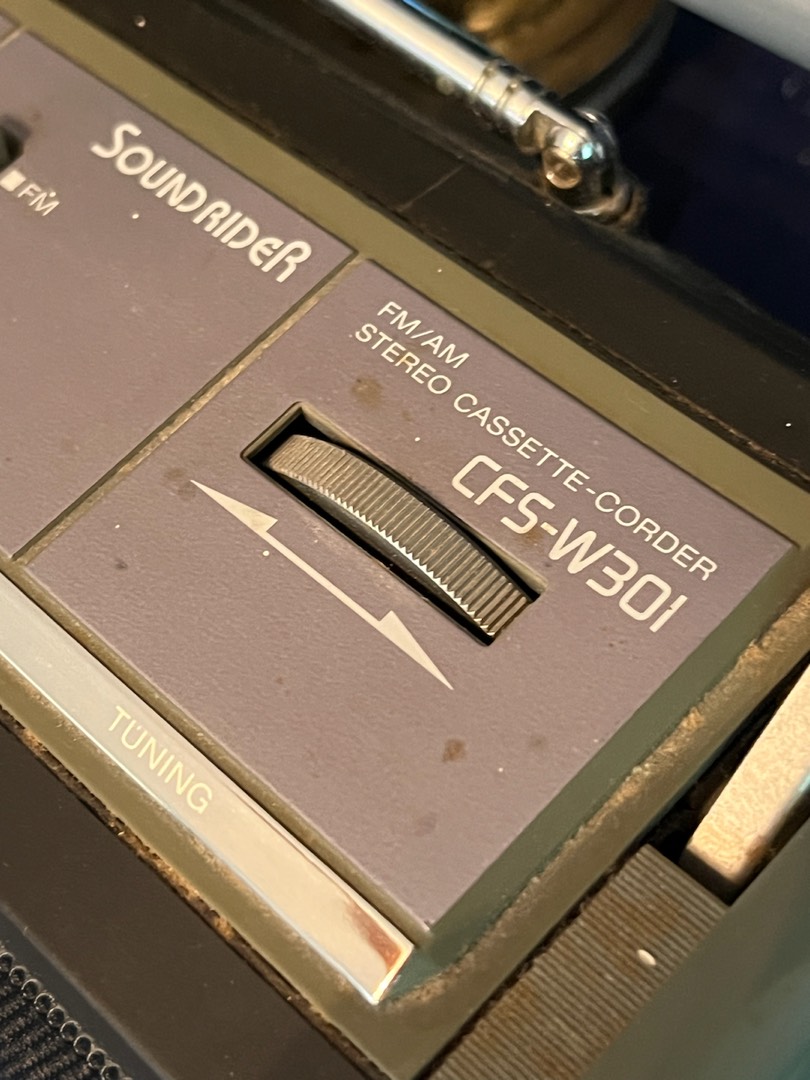 ■FM
SOUNDRIDER
FM/AM
STEREO CASSETTE-CORDER
CFS-W301
TUNING